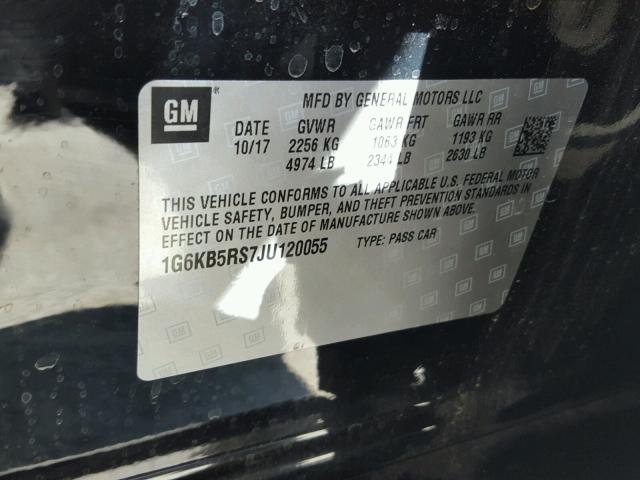 GM
MFD BY GENERAL MOTORS LLC
DATE GVWR GAWR FRT GAWR RR
10/17 2256 KG 1063 KG 1193 KG
4974 LB 2344 LB 2630 LB
THIS VEHICLE CONFORMS TO ALL APPLICABLE U.S. FEDERAL MOTOR
VEHICLE SAFETY, BUMPER, AND THEFT PREVENTION STANDARDS IN
EFFECT ON THE DATE OF MANUFACTURE SHOWN ABOVE.
1G6KB5RS7JU120055 TYPE: PASS CAR